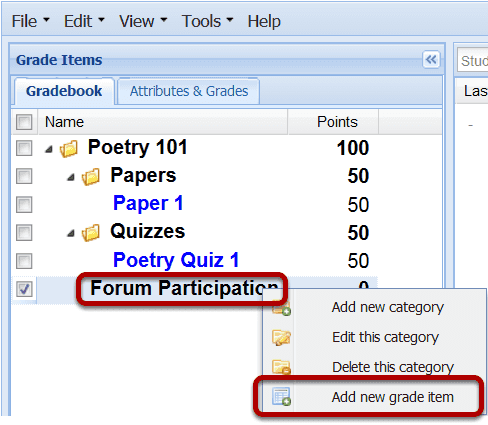 File Edit View Tools Help
Grade Items
Stud
Gradebook Attributes & Grades
Las
Name Points
Poetry 101 100
Papers 50
Paper 1 50
Quizzes 50
Poetry Quiz 1 50
Forum Participation 0
Add new category
Edit this category
Delete this category
Add new grade item